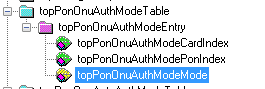 topPonOnuAuthModeTable
topPonOnuAuthModeEntry
topPonOnuAuthModeCardIndex
topPonOnuAuthModePonIndex
topPonOnuAuthModeMode